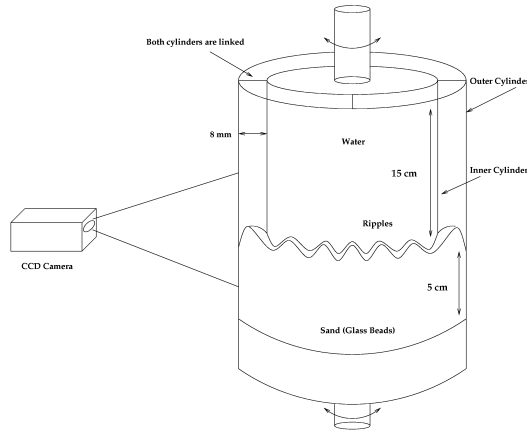 Both cylinders are linked
Outer Cylinder
8 mm
Water
15 cm
Inner Cylinder
Ripples
CCD Camera
5 cm
Sand (Glass Beads)